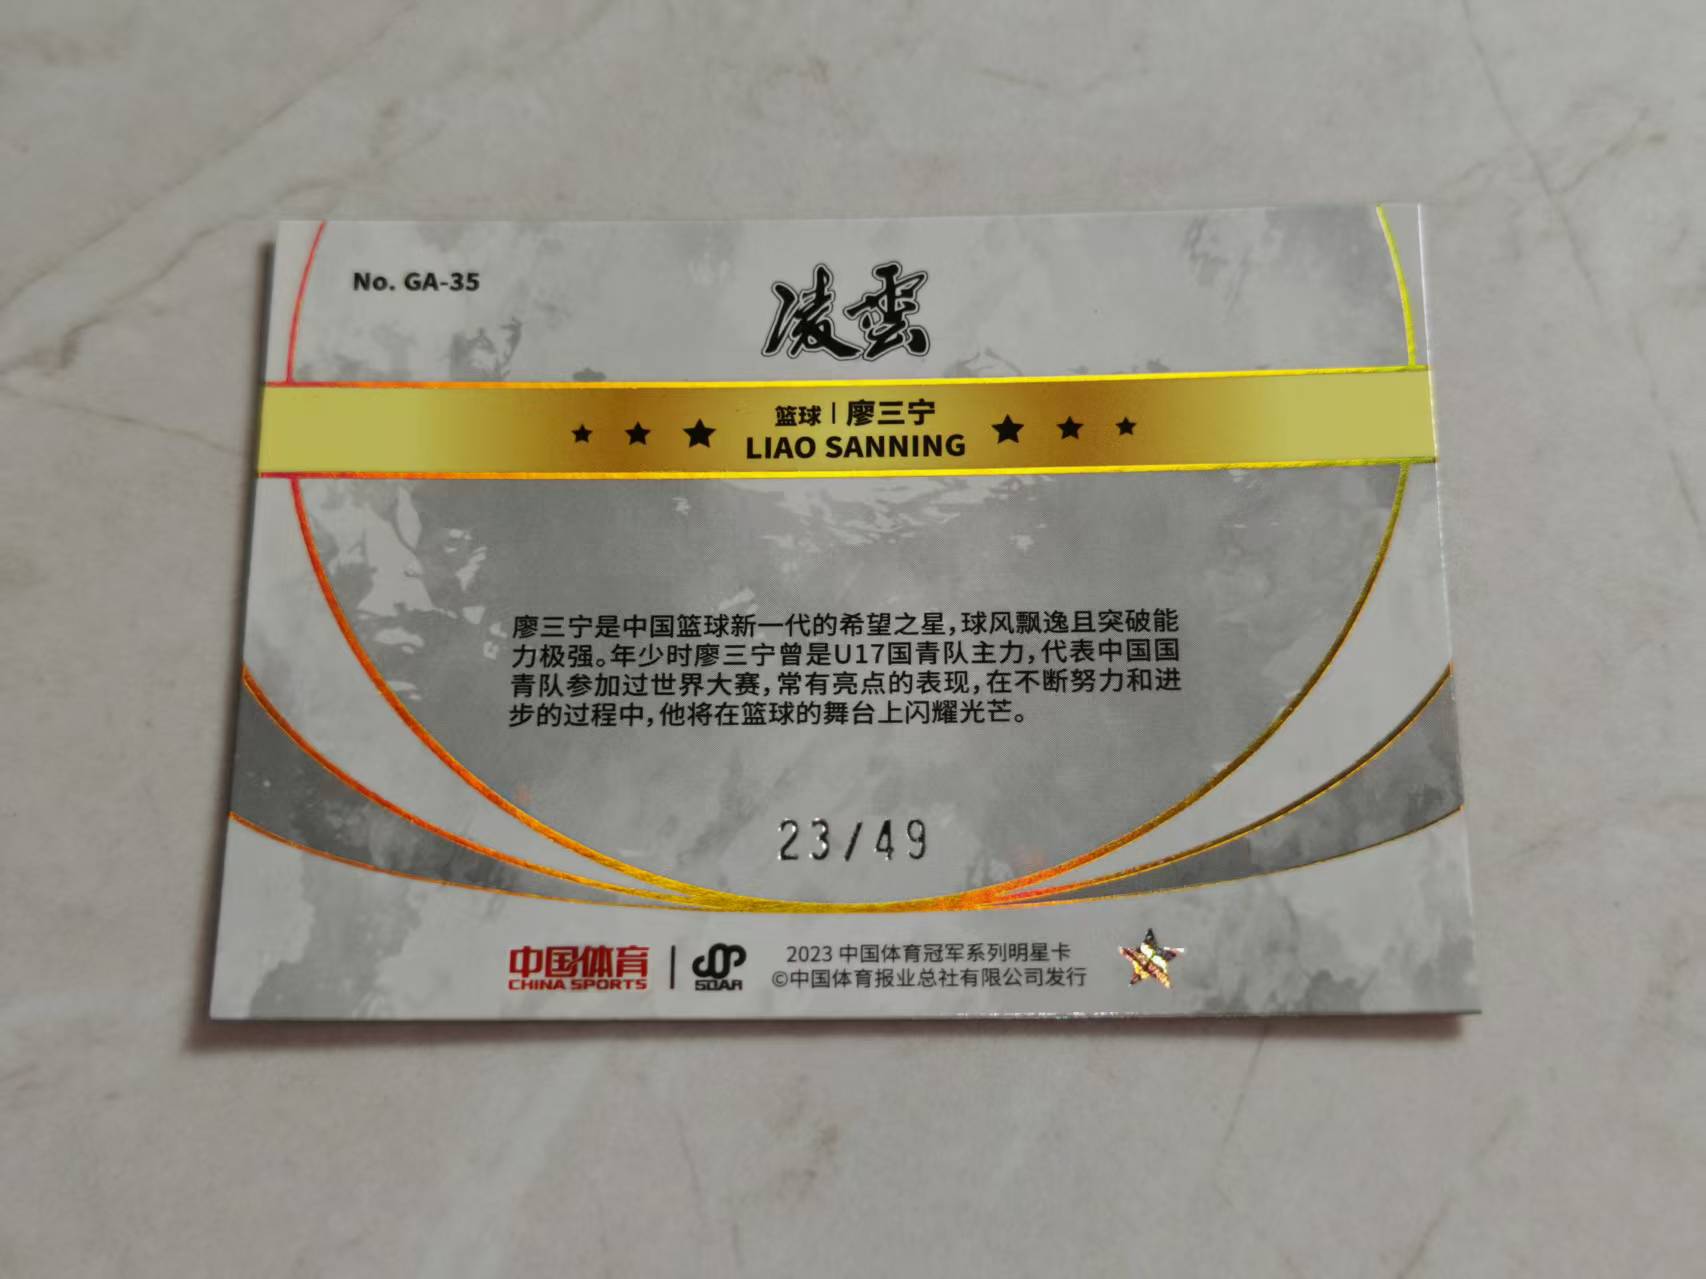 No. GA-35
凌雲
篮球 | 廖三宁
LIAO SANNING
廖三宁是中国篮球新一代的希望之星,球风飘逸且突破能
力极强。年少时廖三宁曾是U17国青队主力,代表中国国
青队参加过世界大赛,常有亮点的表现,在不断努力和进
步的过程中,他将在篮球的舞台上闪耀光芒。
23/49
中国体育
CHINA SPORTS
SOAR
2023 中国体育冠军系列明星卡
©中国体育报业总社有限公司发行